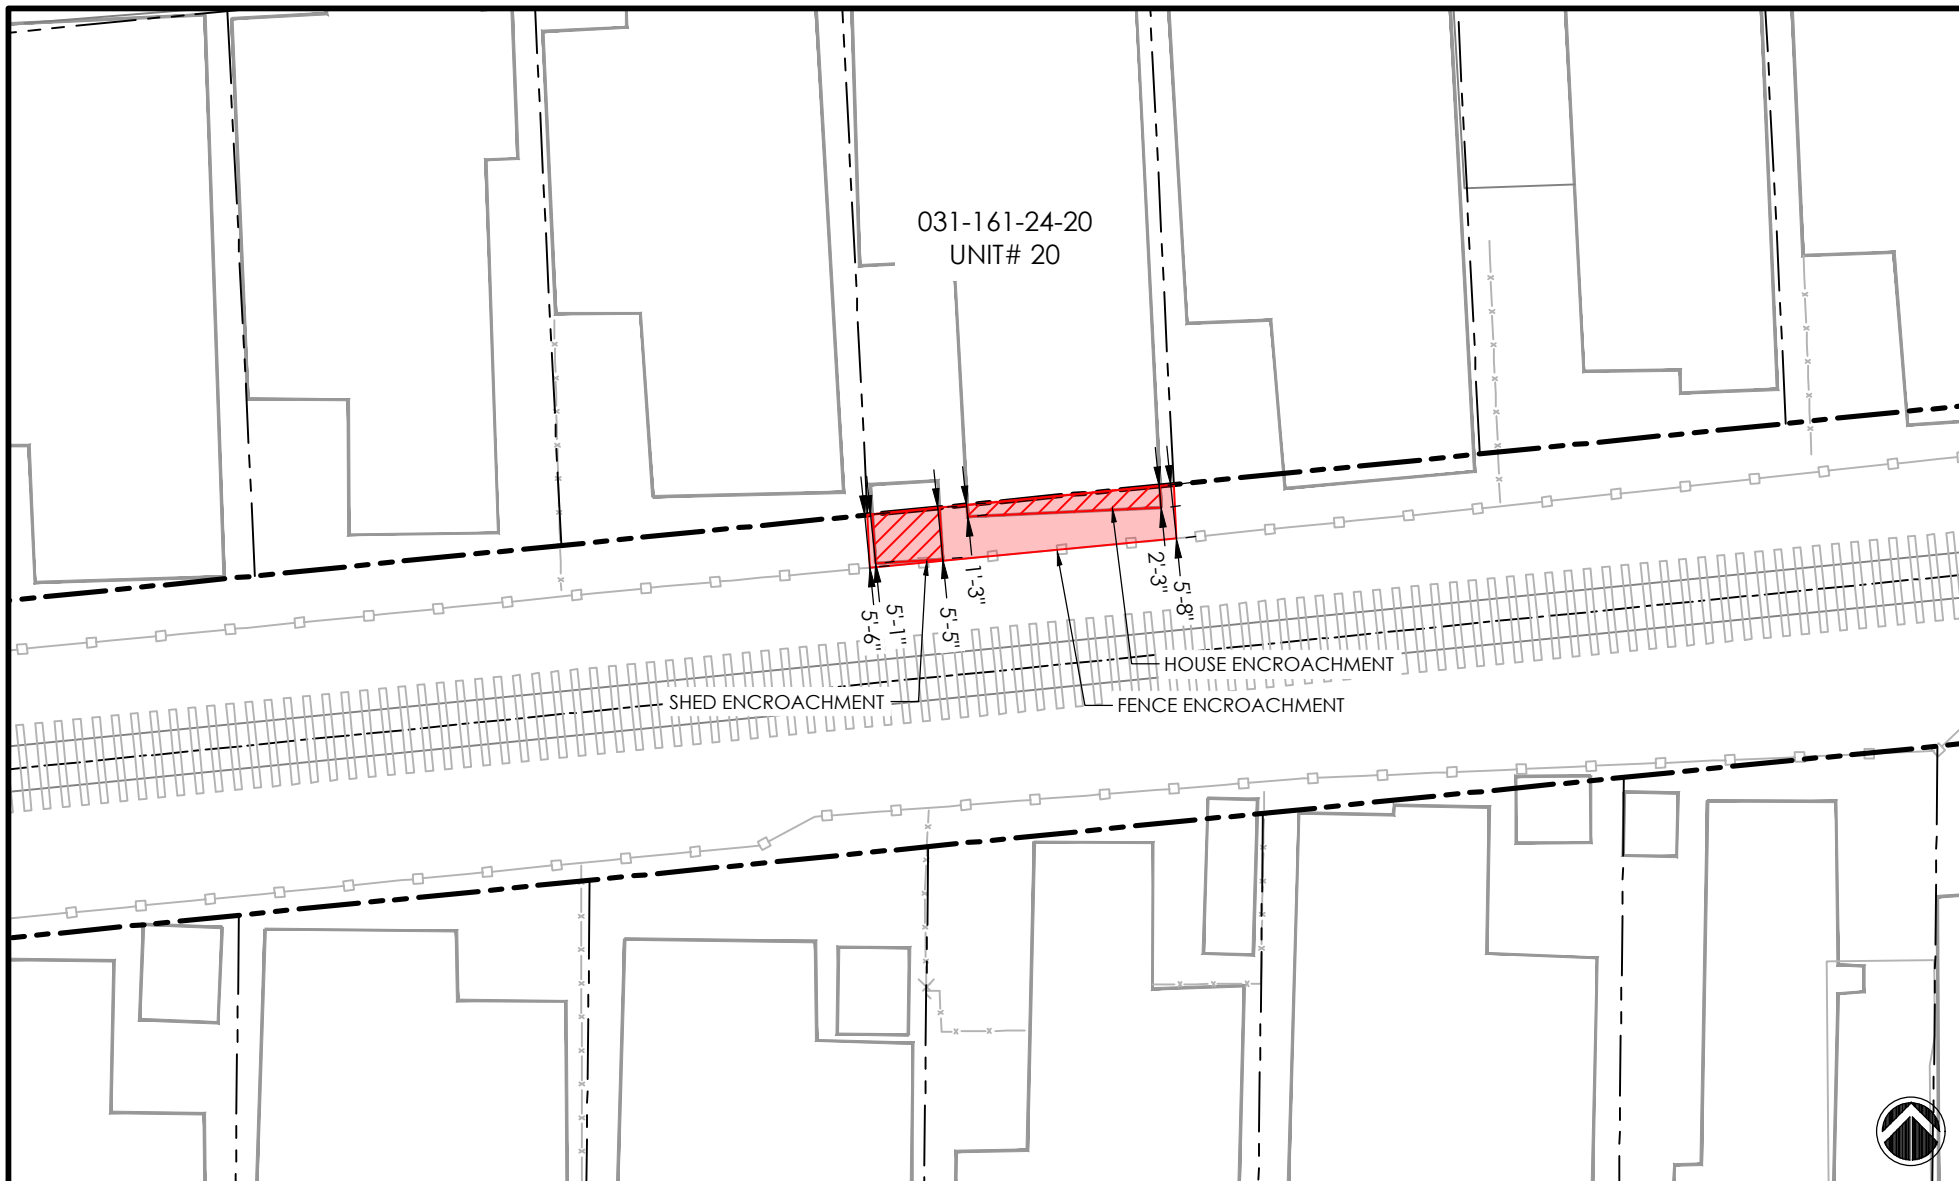 031-161-24-20
UNIT# 20
5'-6"
5'-1"
5'-5"
1'-3"
2'-3"
5'-8"
HOUSE ENCROACHMENT
SHED ENCROACHMENT
FENCE ENCROACHMENT